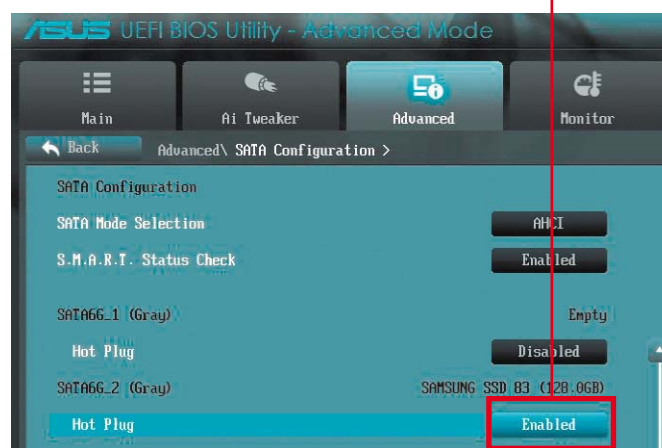 ASUS UEFI BIOS Utility - Advanced Mode
Main Ai Tweaker Advanced Monitor
Back Advanced\ SATA Configuration >
SATA Configuration
SATA Mode Selection AHCI
S.M.A.R.T. Status Check Enabled
SATA6G_1 (Gray) Empty
Hot Plug Disabled
SATA6G_2 (Gray) SAMSUNG SSD 83 (128.0GB)
Hot Plug Enabled